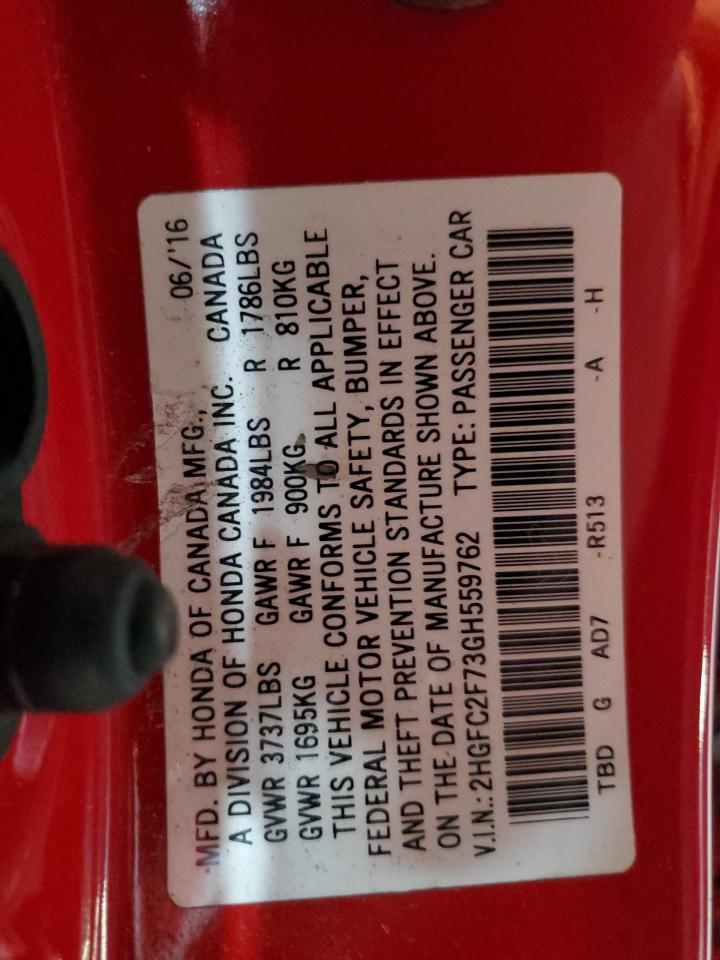 MFD. BY HONDA OF CANADA MFG., 06/'16
A DIVISION OF HONDA CANADA INC. CANADA
GVWR 3737LBS GAWR F 1984LBS R 1786LBS
GVWR 1695KG GAWR F 900KG R 810KG
THIS VEHICLE CONFORMS TO ALL APPLICABLE
FEDERAL MOTOR VEHICLE SAFETY, BUMPER,
AND THEFT PREVENTION STANDARDS IN EFFECT
ON THE DATE OF MANUFACTURE SHOWN ABOVE.
V.I.N.: 2HGFC2F73GH559762 TYPE: PASSENGER CAR
TBD G AD7 -R513 -A -H